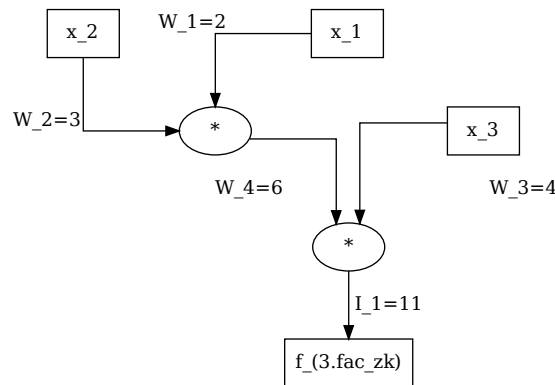 x_2
W_1=2
x_1
W_2=3
*
x_3
W_4=6
W_3=4
*
I_1=11
f_(3.fac_zk)